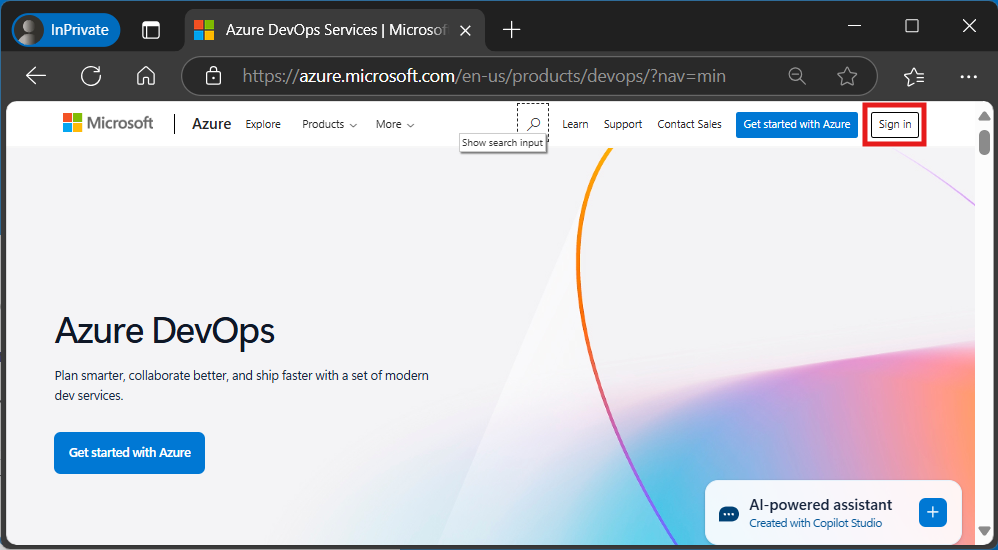 InPrivate
Azure DevOps Services | Microsof
https://azure.microsoft.com/en-us/products/devops/?nav=min
Microsoft Azure Explore Products More Learn Support Contact Sales Get started with Azure Sign in
Show search input
Azure DevOps
Plan smarter, collaborate better, and ship faster with a set of modern
dev services.
Get started with Azure
AI-powered assistant
Created with Copilot Studio